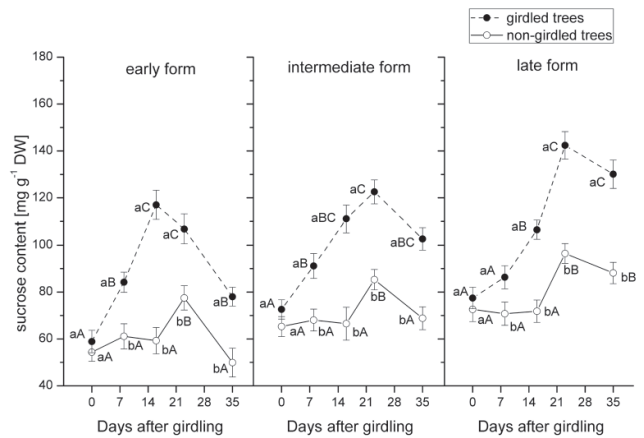 girdled trees
non-girdled trees
early form
intermediate form
late form
sucrose content [mg g-1 DW]
180
160
140
120
100
80
60
40
aA
aB
aC
aC
aB
aA
bA
bA
bB
bA
aA
aB
aBC
aC
aBC
aA
bA
bA
bB
bA
aA
aA
aB
aC
aC
aA
bA
bA
bB
bB
0 7 14 21 28 35
0 7 14 21 28 35
0 7 14 21 28 35
Days after girdling
Days after girdling
Days after girdling